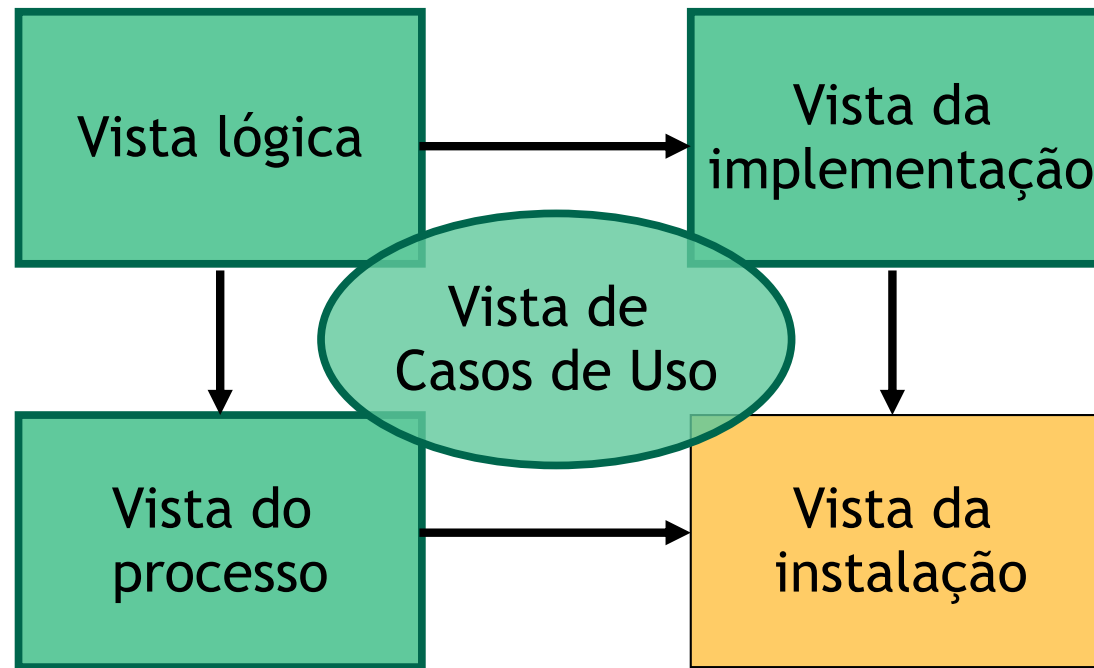 Vista lógica
Vista da
implementação
Vista de
Casos de Uso
Vista do
processo
Vista da
instalação